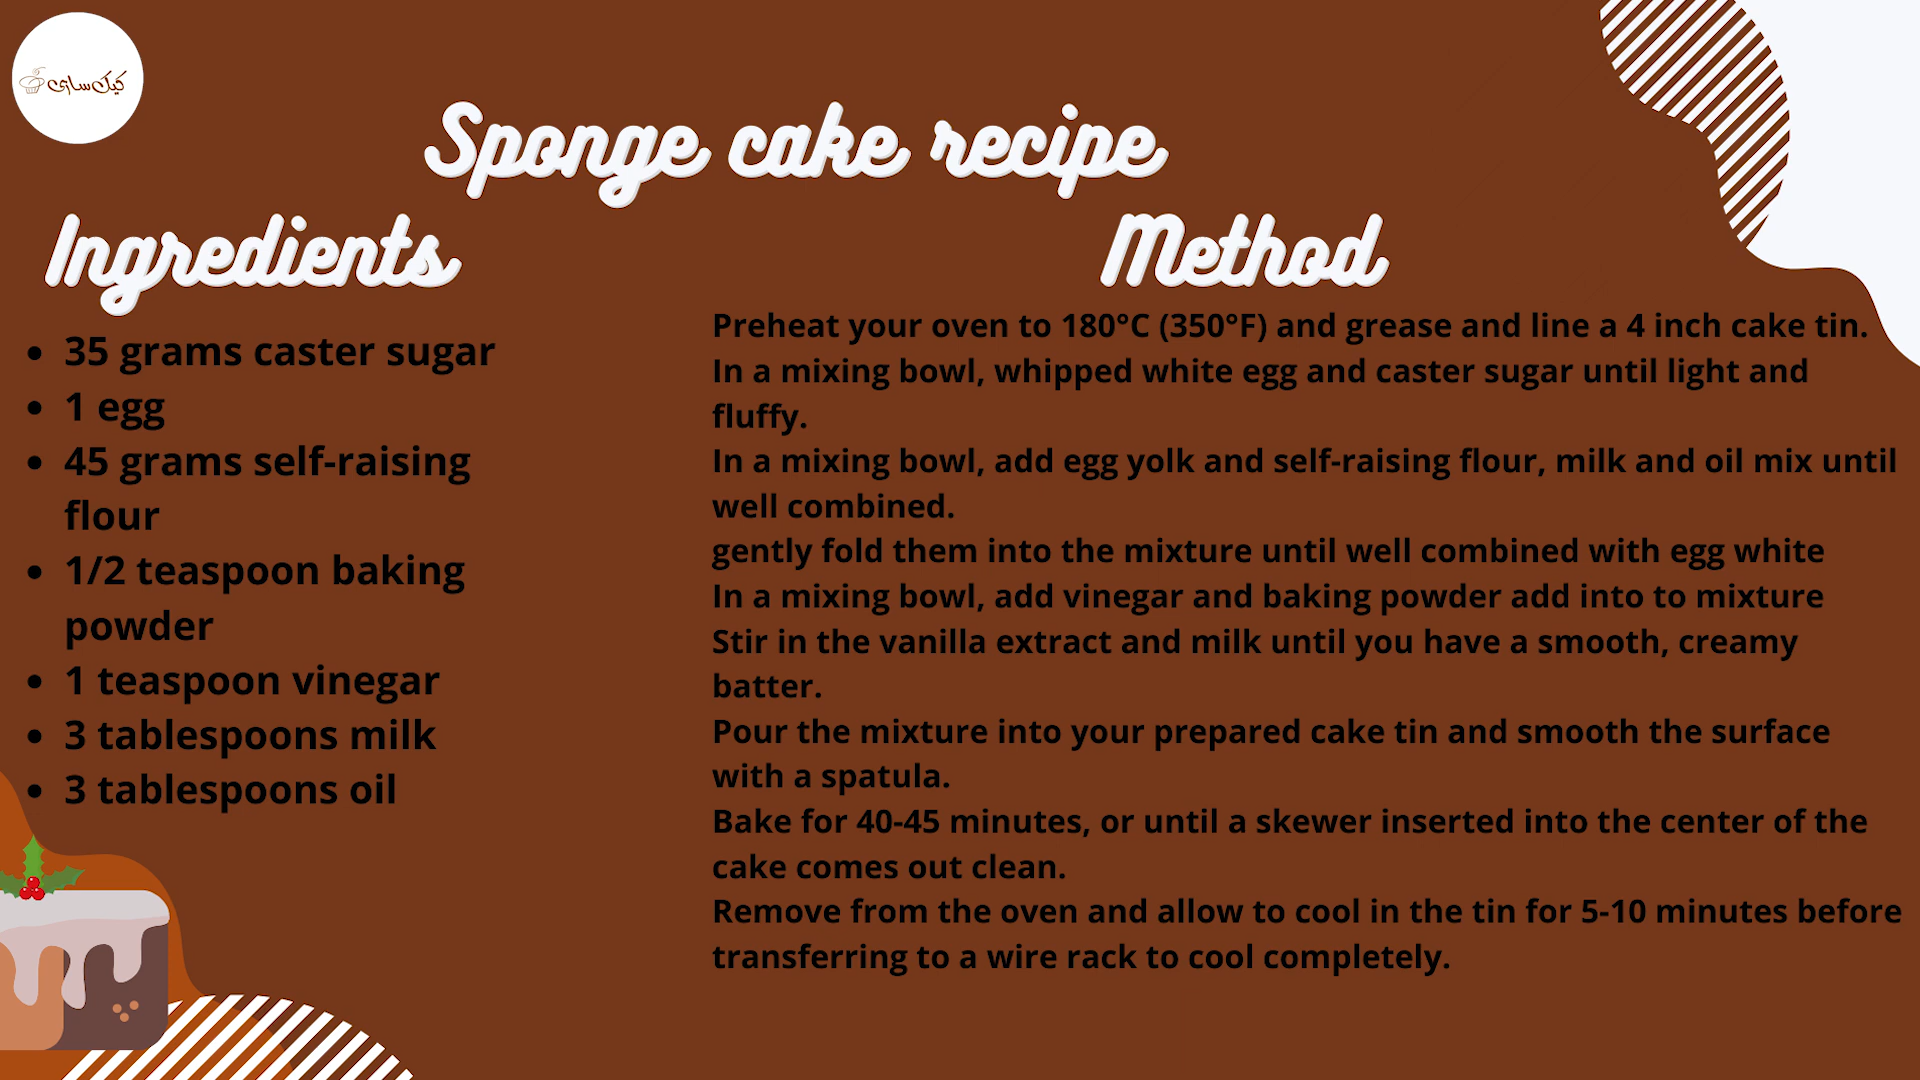 کیک سازی
Sponge cake recipe
Ingredients
35 grams caster sugar
1 egg
45 grams self-raising
flour
1/2 teaspoon baking
powder
1 teaspoon vinegar
3 tablespoons milk
3 tablespoons oil
Method
Preheat your oven to 180°C (350°F) and grease and line a 4 inch cake tin.
In a mixing bowl, whipped white egg and caster sugar until light and
fluffy.
In a mixing bowl, add egg yolk and self-raising flour, milk and oil mix until
well combined.
gently fold them into the mixture until well combined with egg white
In a mixing bowl, add vinegar and baking powder add into to mixture
Stir in the vanilla extract and milk until you have a smooth, creamy
batter.
Pour the mixture into your prepared cake tin and smooth the surface
with a spatula.
Bake for 40-45 minutes, or until a skewer inserted into the center of the
cake comes out clean.
Remove from the oven and allow to cool in the tin for 5-10 minutes before
transferring to a wire rack to cool completely.